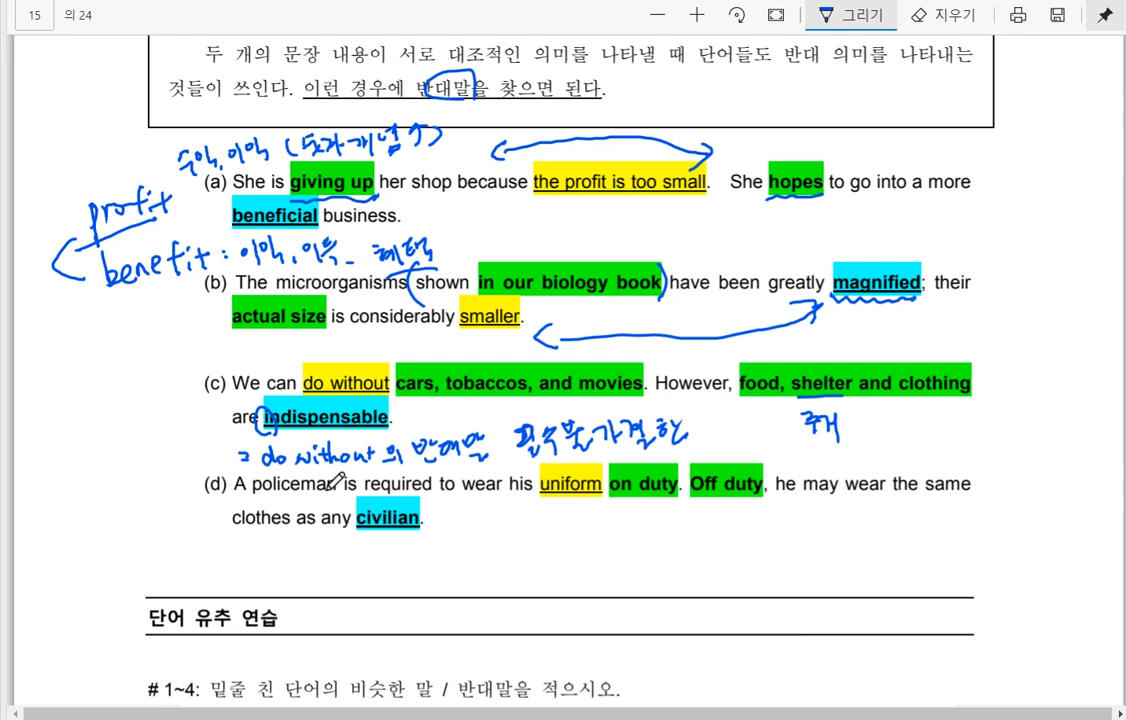 15 의 24 그리기 지우기
두 개의 문장 내용이 서로 대조적인 의미를 나타낼 때 단어들도 반대 의미를 나타내는
것들이 쓰인다. 이런 경우에 반대말을 찾으면 된다.
수익, 이익
(a) She is giving up her shop because the profit is too small. She hopes to go into a more
profit
beneficial business.
benefit : 이익, 이득, 혜택
(b) The microorganisms shown in our biology book have been greatly magnified; their
actual size is considerably smaller.
(c) We can do without cars, tobaccos, and movies. However, food, shelter and clothing
are indispensable.
주거
do without 의 반대말 필수불가결한
(d) A policeman is required to wear his uniform on duty. Off duty, he may wear the same
clothes as any civilian.
단어 유추 연습
# 1~4: 밑줄 친 단어의 비슷한 말 / 반대말을 적으시오.